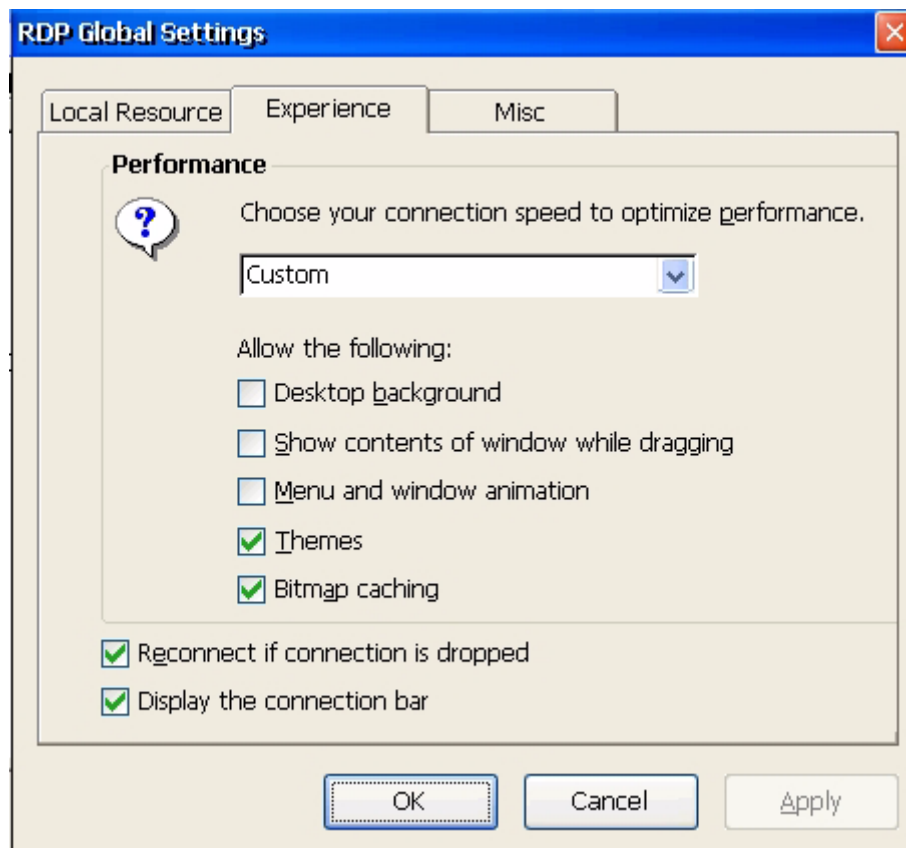 RDP Global Settings
Local Resource
Experience
Misc
Performance
?
Choose your connection speed to optimize performance.
Custom
Allow the following:
Desktop background
Show contents of window while dragging
Menu and window animation
Themes
Bitmap caching
Reconnect if connection is dropped
Display the connection bar
OK
Cancel
Apply